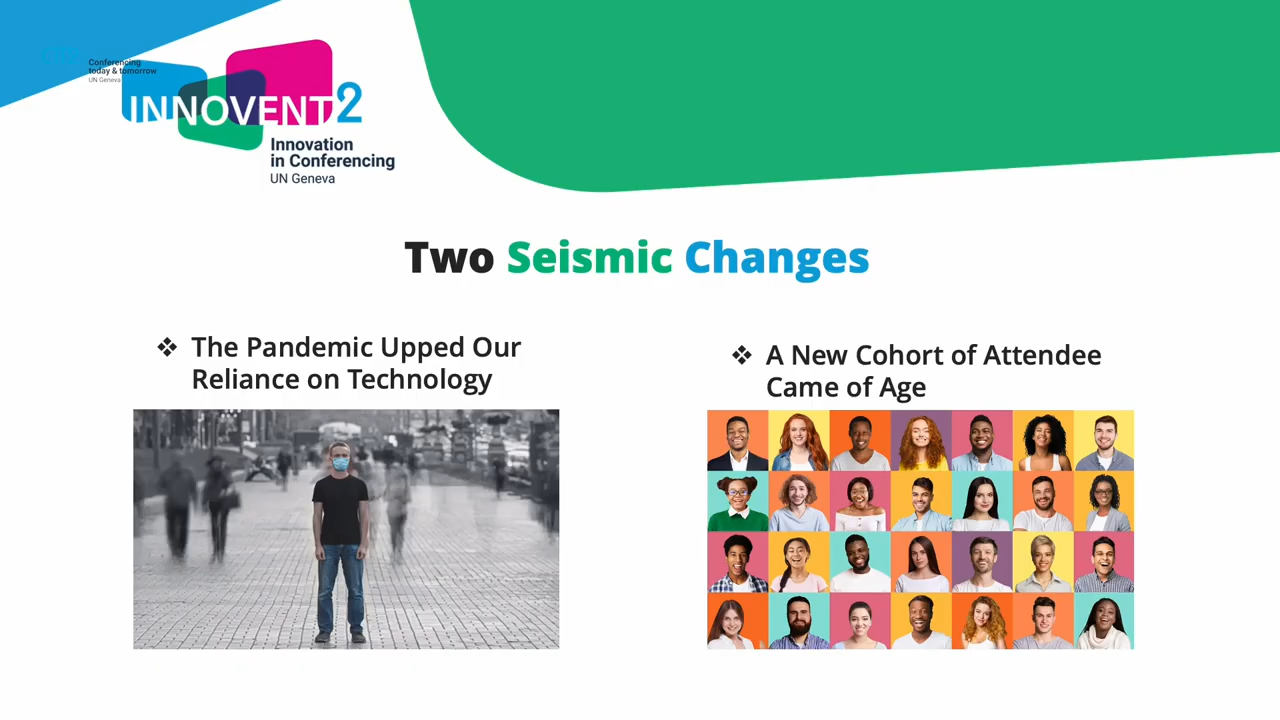 Conferencing
today & tomorrow
UN Geneva
INNOVENT2
Innovation
in Conferencing
UN Geneva
Two Seismic Changes
❖ The Pandemic Upped Our
Reliance on Technology
❖ A New Cohort of Attendee
Came of Age